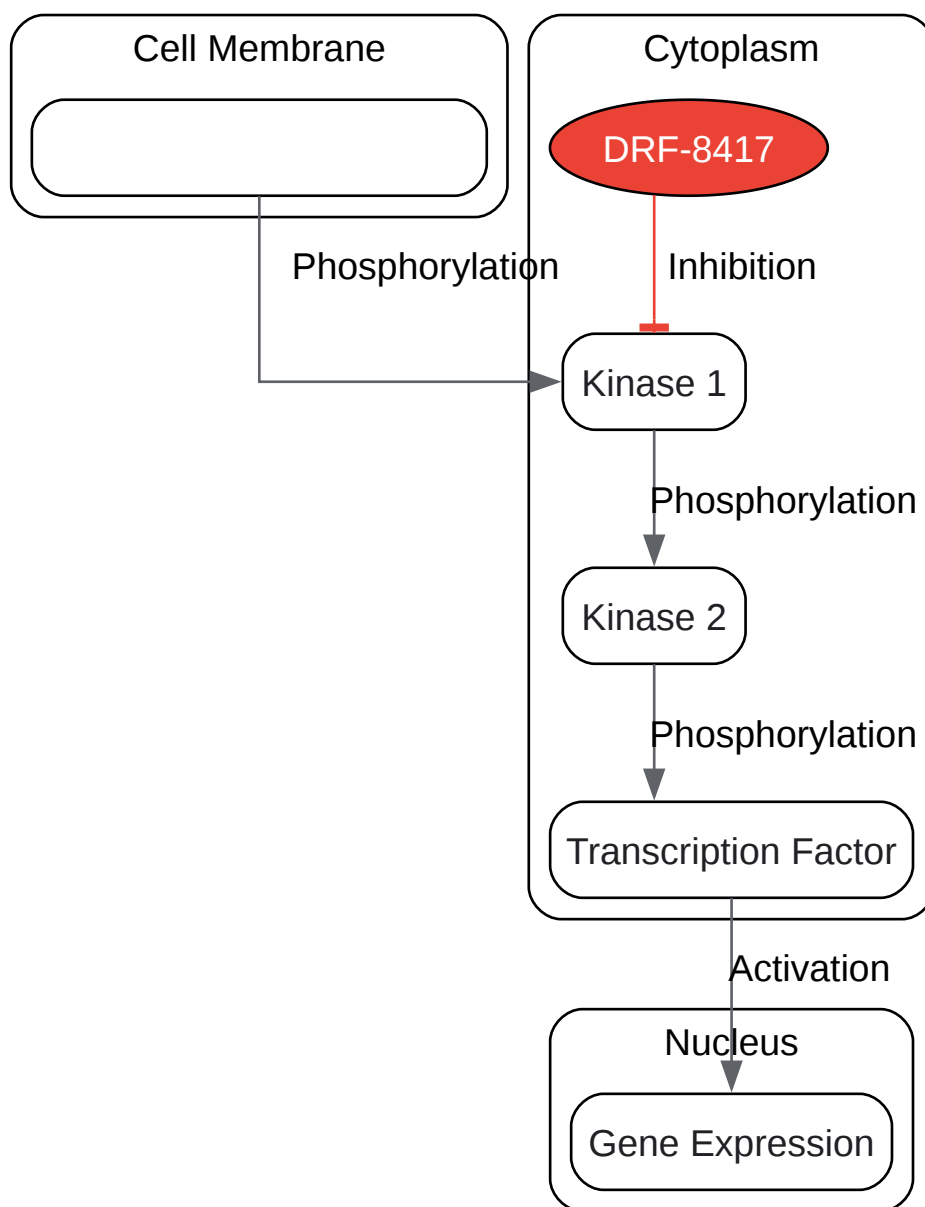 Cell Membrane
Cytoplasm
DRF-8417
Phosphorylation
Inhibition
Kinase 1
Phosphorylation
Kinase 2
Phosphorylation
Transcription Factor
Activation
Nucleus
Gene Expression